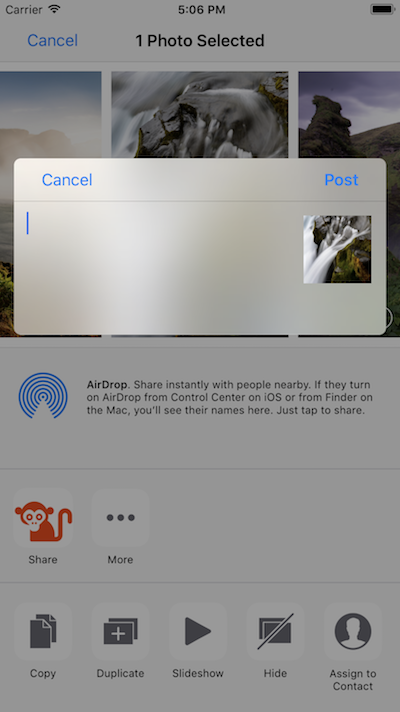 Carrier 5:06 PM
Cancel 1 Photo Selected
Cancel Post
AirDrop. Share instantly with people nearby. If they turn
on AirDrop from Control Center on iOS or from Finder on
the Mac, you'll see their names here. Just tap to share.
Share More
Copy Duplicate Slideshow Hide Assign to
Contact